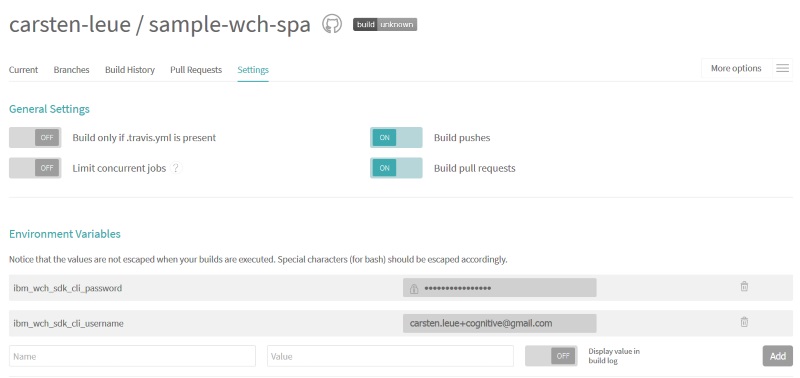 carsten-leue / sample-wch-spa build unknown
Current Branches Build History Pull Requests Settings More options
General Settings
OFF Build only if .travis.yml is present ON Build pushes
OFF Limit concurrent jobs ? ON Build pull requests
Environment Variables
Notice that the values are not escaped when your builds are executed. Special characters (for bash) should be escaped accordingly.
ibm_wch_sdk_cli_password ••••••••••••••••
ibm_wch_sdk_cli_username carsten.leue+cognitive@gmail.com
Name Value OFF Display value in
build log Add